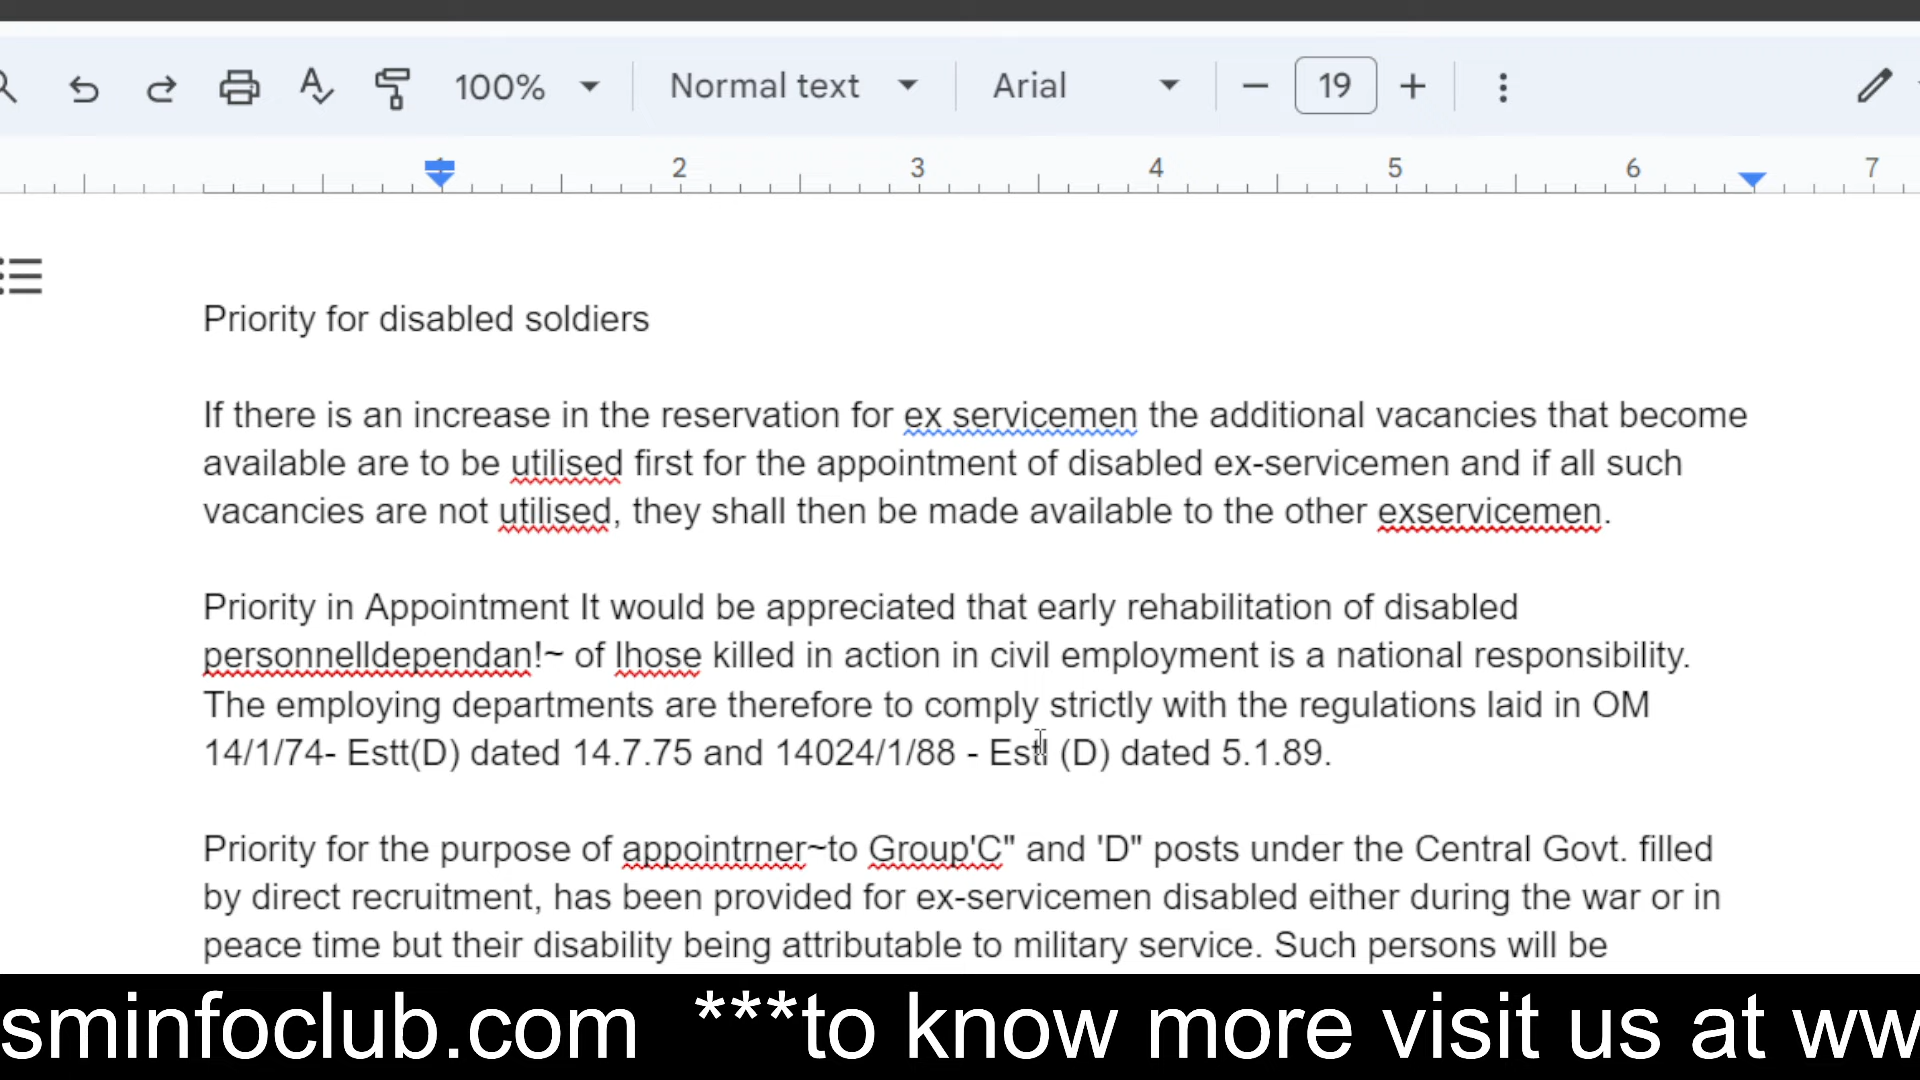 100% Normal text Arial 19
2 3 4 5 6 7
Priority for disabled soldiers
If there is an increase in the reservation for ex servicemen the additional vacancies that become
available are to be utilised first for the appointment of disabled ex-servicemen and if all such
vacancies are not utilised, they shall then be made available to the other exservicemen.
Priority in Appointment It would be appreciated that early rehabilitation of disabled
personnelldependan!~ of lhose killed in action in civil employment is a national responsibility.
The employing departments are therefore to comply strictly with the regulations laid in OM
14/1/74- Estt(D) dated 14.7.75 and 14024/1/88 - Estl (D) dated 5.1.89.
Priority for the purpose of appointrner~to Group'C" and 'D" posts under the Central Govt. filled
by direct recruitment, has been provided for ex-servicemen disabled either during the war or in
peace time but their disability being attributable to military service. Such persons will be
sminfoclub.com ***to know more visit us at ww